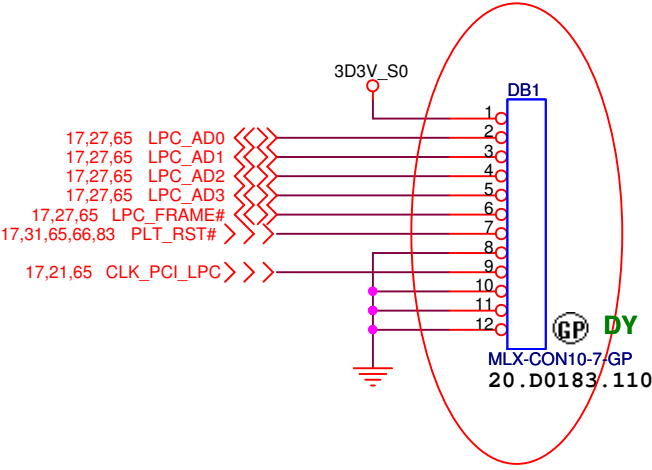 3D3V_S0
DB1
1
17,27,65 LPC_AD0 2
17,27,65 LPC_AD1 3
17,27,65 LPC_AD2 4
17,27,65 LPC_AD3 5
17,27,65 LPC_FRAME# 6
17,31,65,66,83 PLT_RST# 7
8
17,21,65 CLK_PCI_LPC 9
10
11
12
GP DY
MLX-CON10-7-GP
20.D0183.110